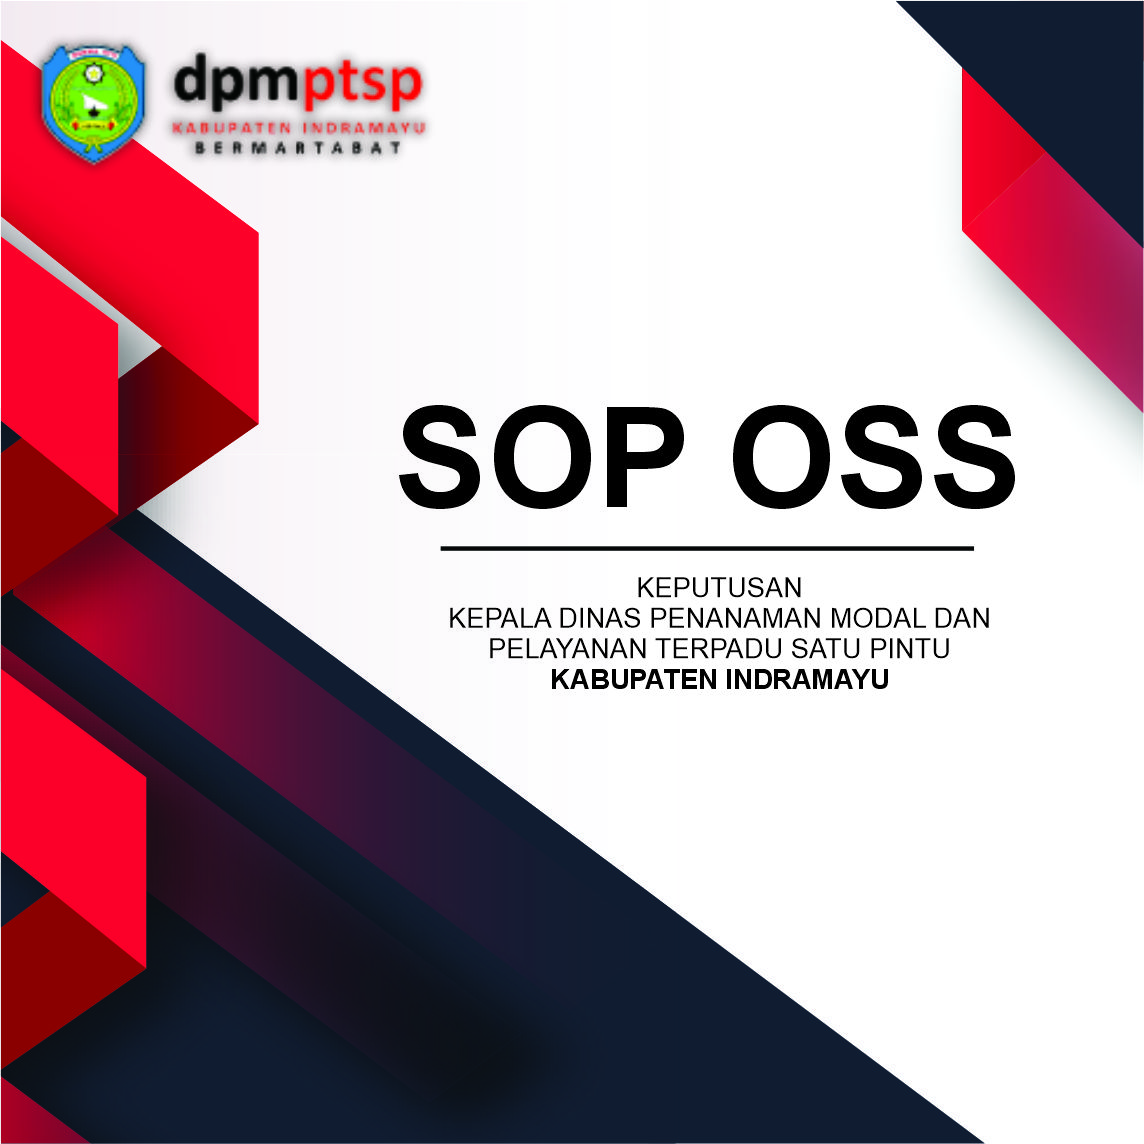 dpmptsp
KABUPATEN INDRAMAYU
BERMARTABAT
SOP OSS
KEPUTUSAN
KEPALA DINAS PENANAMAN MODAL DAN
PELAYANAN TERPADU SATU PINTU
KABUPATEN INDRAMAYU